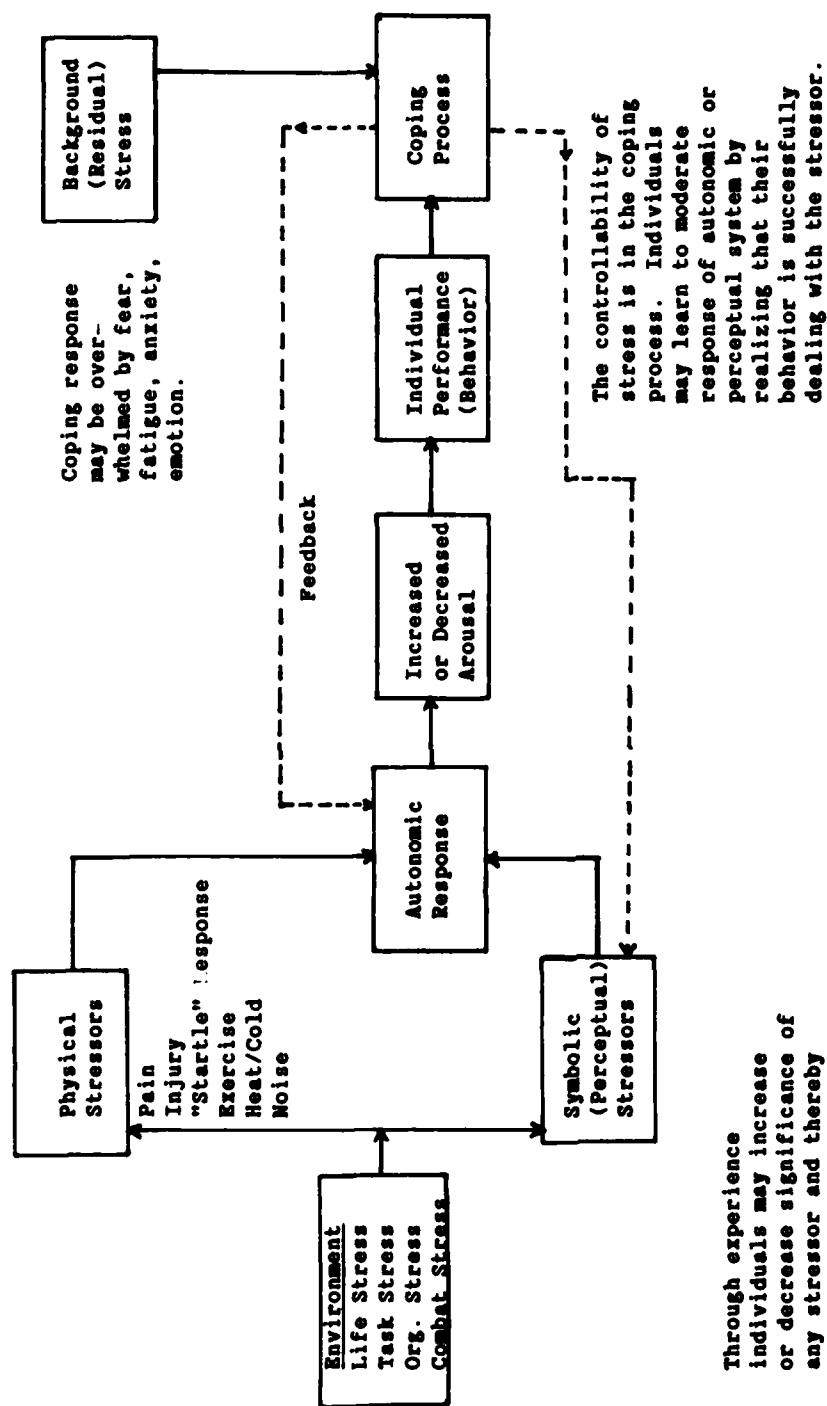 Environment
Life Stress
Task Stress
Org. Stress
Combat Stress
Physical
Stressors
Pain
Injury
"Startle" Response
Exercise
Heat/Cold
Noise
Symbolic
(Perceptual)
Stressors
Through experience
individuals may increase
or decrease significance of
any stressor and thereby
Autonomic
Response
Feedback
Increased
or Decreased
Arousal
Individual
Performance
(Behavior)
Coping
Process
Background
(Residual)
Stress
Coping response
may be over-
whelmed by fear,
fatigue, anxiety,
emotion.
The controllability of
stress is in the coping
process. Individuals
may learn to moderate
response of autonomic or
perceptual system by
realizing that their
behavior is successfully
dealing with the stressor.